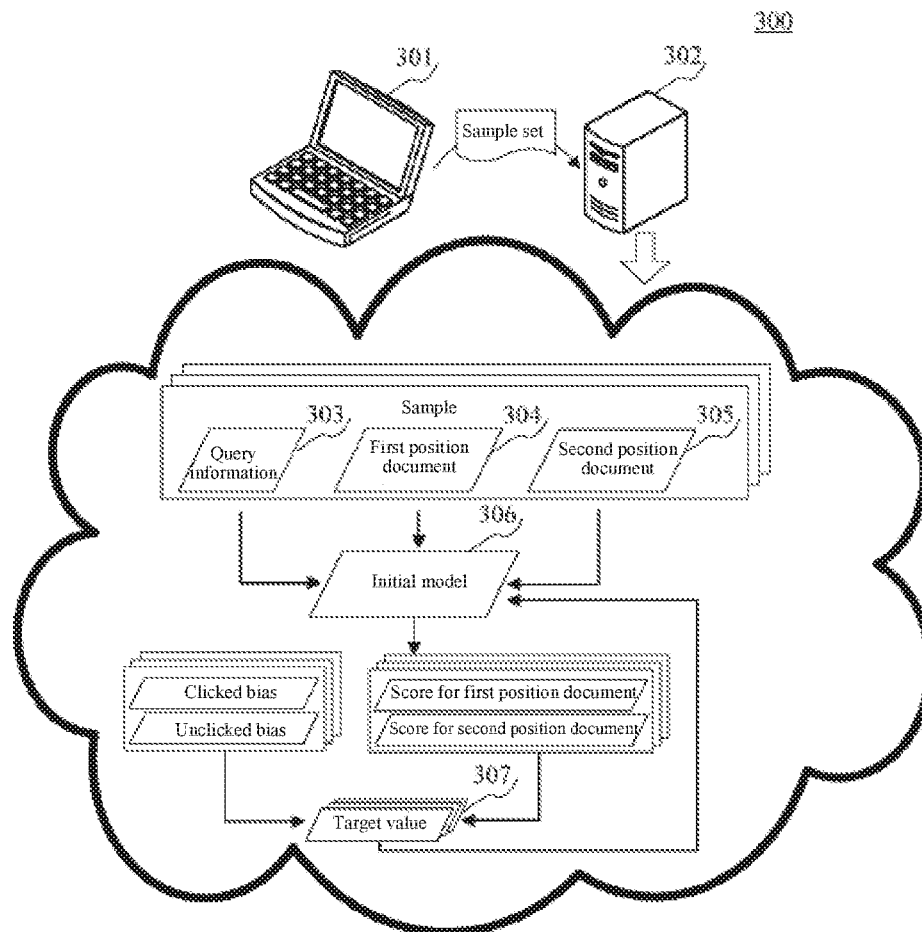 300
301
302
Sample set
Sample
303
304
305
Query
information
First position
document
Second position
document
306
Initial model
Clicked bias
Unclicked bias
Score for first position document
Score for second position document
307
Target value